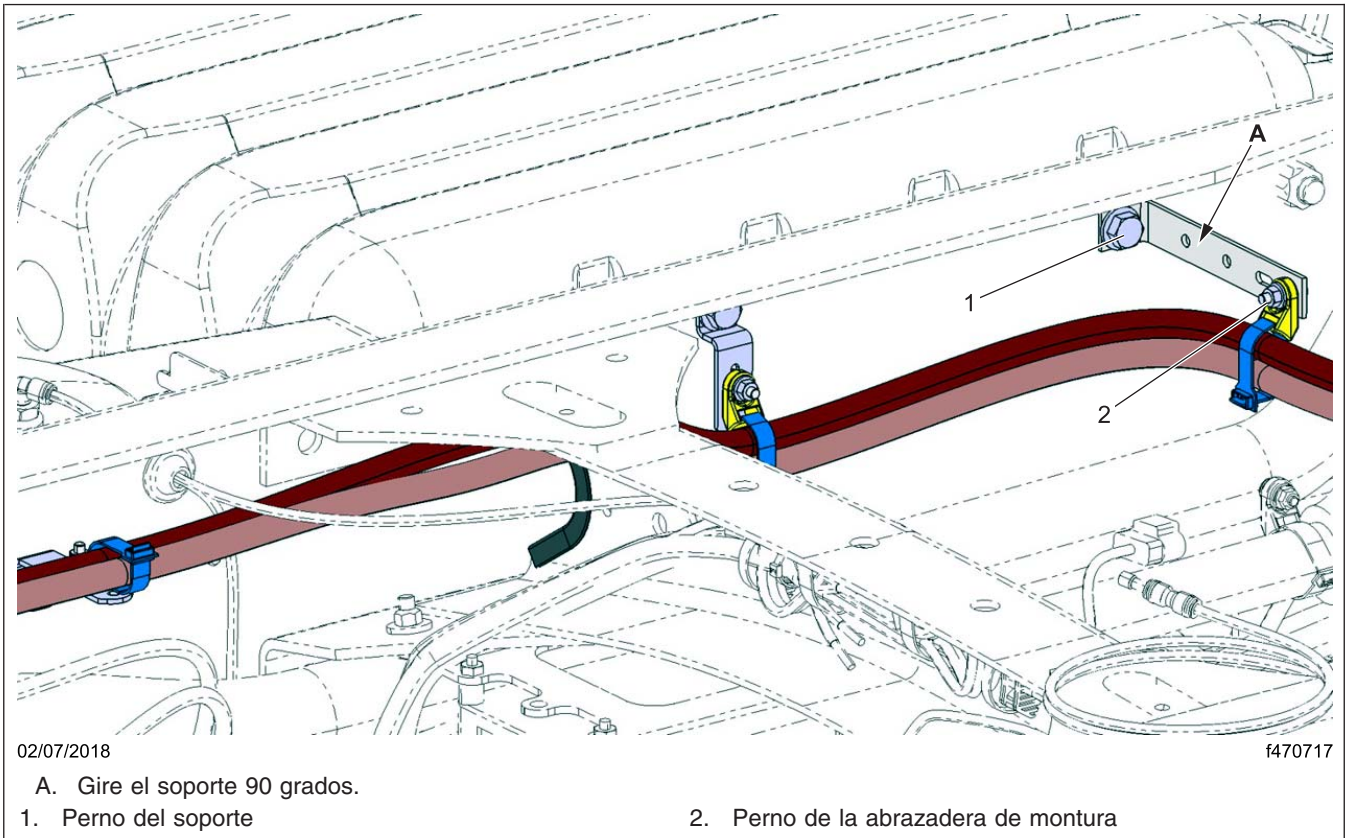 A
1
2
02/07/2018
f470717
A. Gire el soporte 90 grados.
1. Perno del soporte
2. Perno de la abrazadera de montura